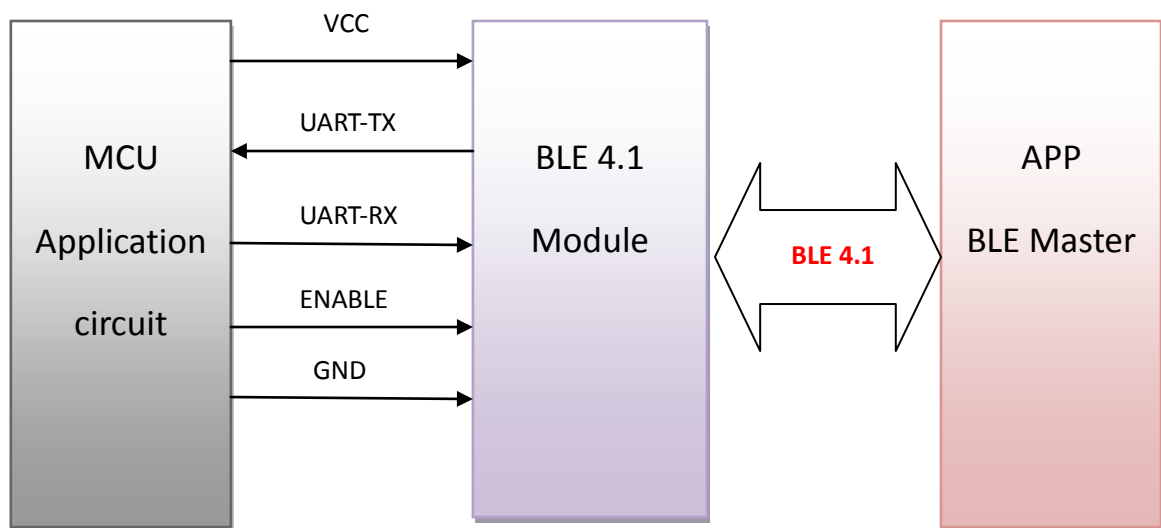 MCU
Application
circuit
VCC
UART-TX
UART-RX
ENABLE
GND
BLE 4.1
Module
BLE 4.1
APP
BLE Master